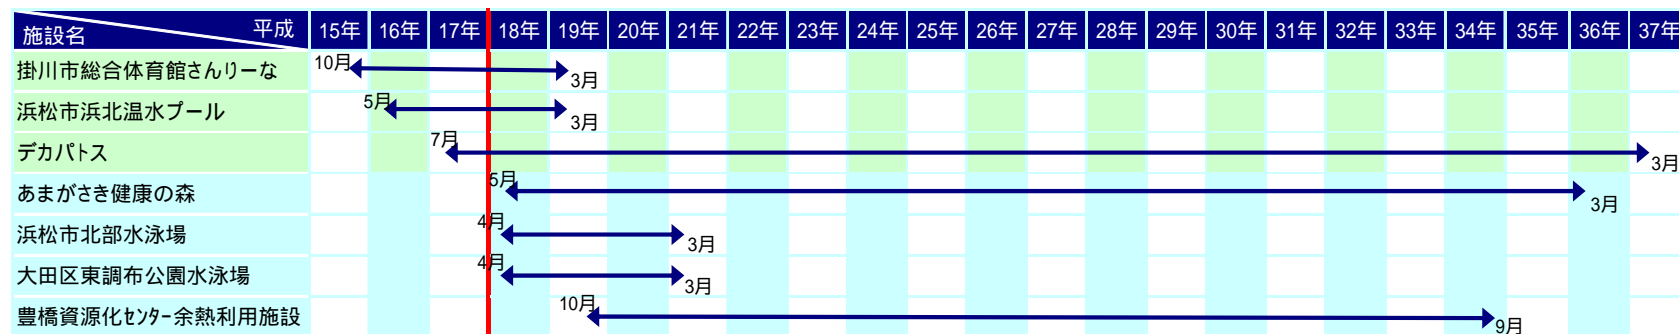 施設名 平成 15年 16年 17年 18年 19年 20年 21年 22年 23年 24年 25年 26年 27年 28年 29年 30年 31年 32年 33年 34年 35年 36年 37年
掛川市総合体育館さんりーな 10月 3月
浜松市浜北温水プール 5月 3月
デカパトス 7月 3月
あまがさき健康の森 5月 3月
浜松市北部水泳場 4月 3月
大田区東調布公園水泳場 4月 3月
豊橋資源化ｾﾝﾀｰ余熱利用施設 10月 9月